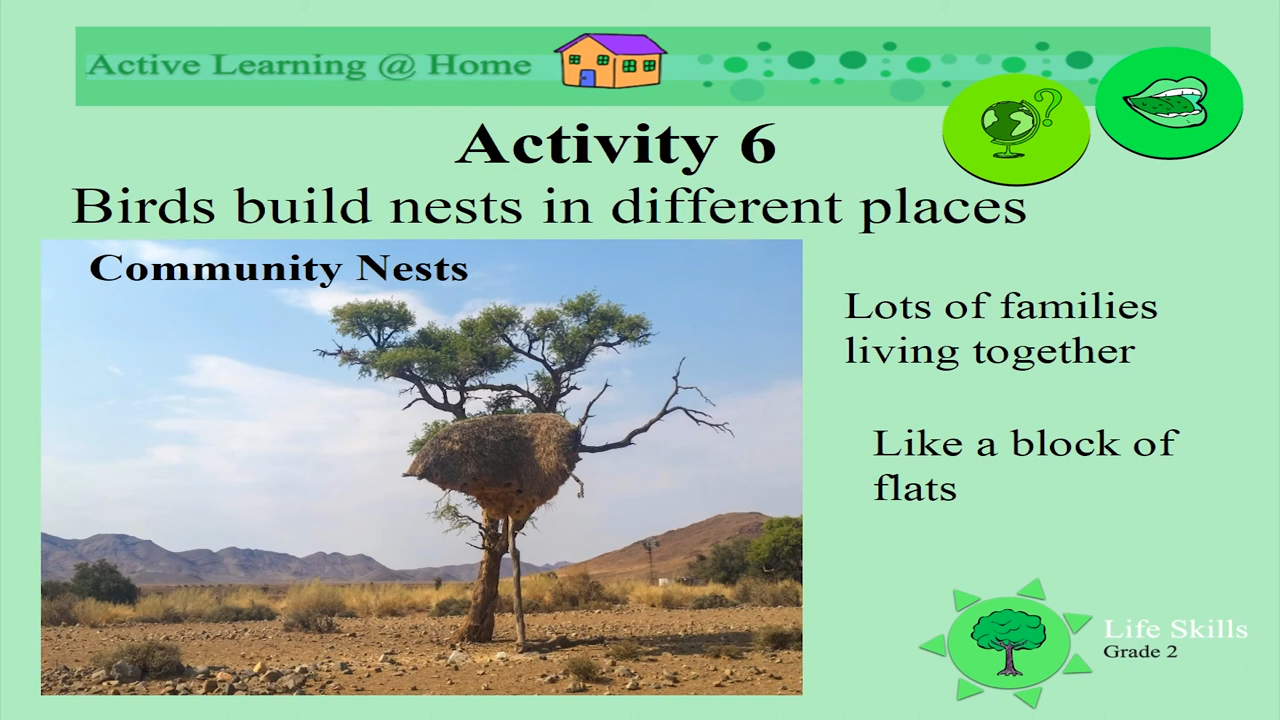 Active Learning @ Home
Activity 6
Birds build nests in different places
Community Nests
Lots of families
living together
Like a block of
flats
Life Skills
Grade 2